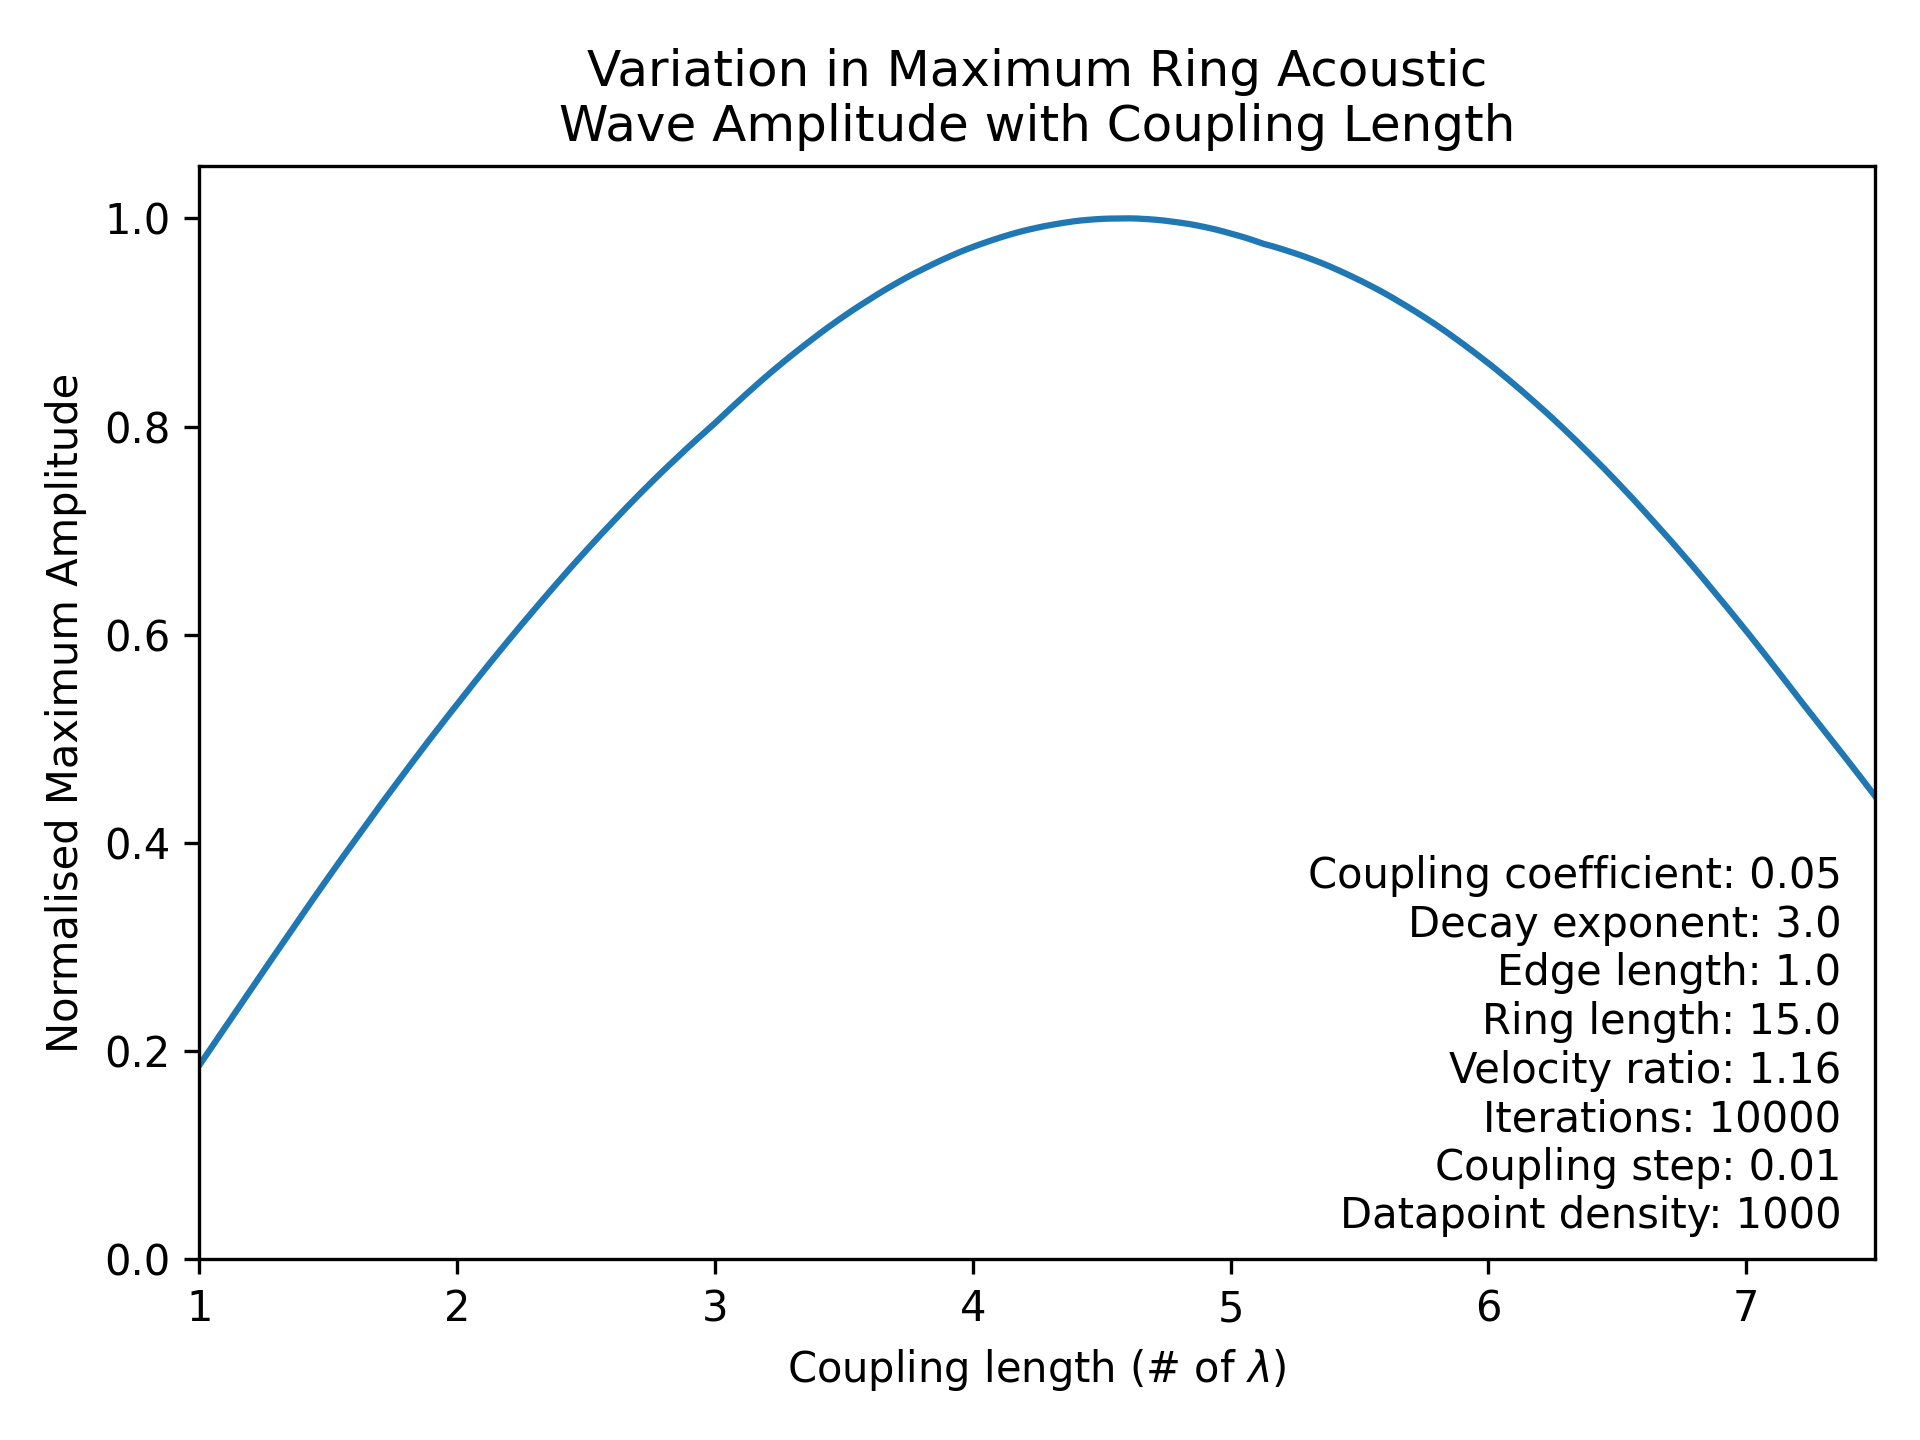 Variation in Maximum Ring Acoustic
Wave Amplitude with Coupling Length
Normalised Maximum Amplitude
1.0
0.8
0.6
0.4
0.2
0.0
Coupling coefficient: 0.05
Decay exponent: 3.0
Edge length: 1.0
Ring length: 15.0
Velocity ratio: 1.16
Iterations: 10000
Coupling step: 0.01
Datapoint density: 1000
1 2 3 4 5 6 7
Coupling length (# of λ)